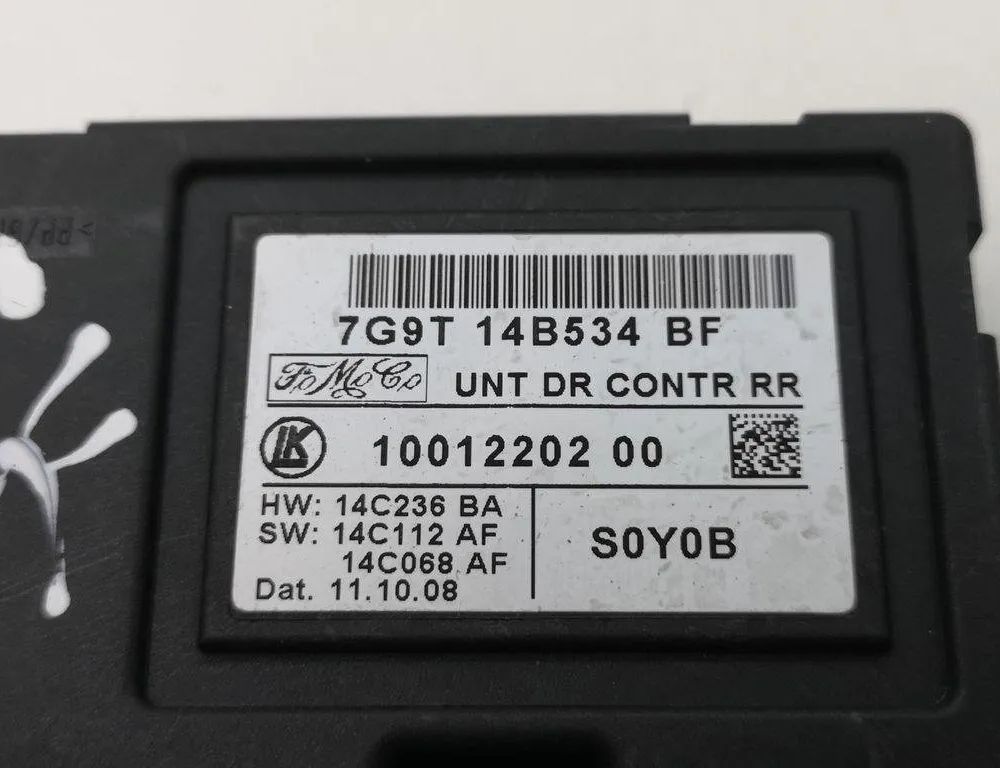 7G9T 14B534 BF
FoMoCo UNT DR CONTR RR
LK 10012202 00
HW: 14C236 BA
SW: 14C112 AF
14C068 AF
Dat. 11.10.08
S0Y0B